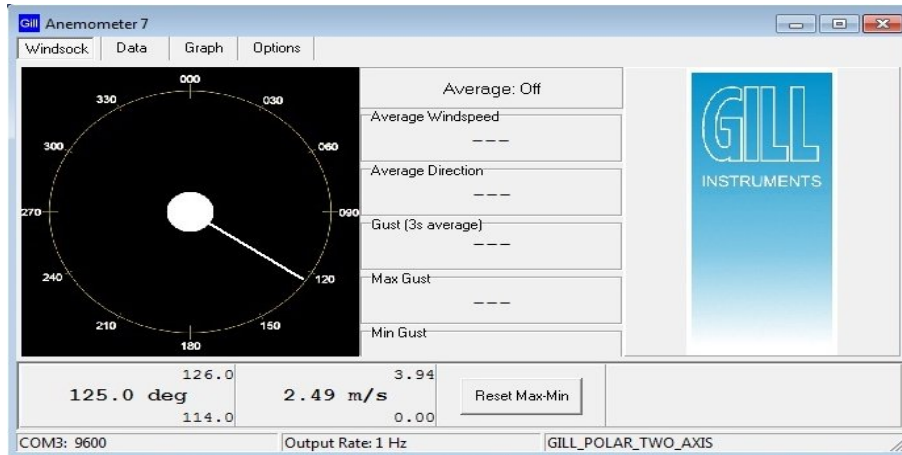 Gill Anemometer 7
Windsock Data Graph Options
000
330 030
300 060
270 090
240 120
210 150
180
Average: Off
Average Windspeed
---
Average Direction
---
Gust (3s average)
---
Max Gust
---
Min Gust
GILL
INSTRUMENTS
126.0
125.0 deg
114.0
3.94
2.49 m/s
0.00
Reset Max-Min
COM3: 9600
Output Rate: 1 Hz
GILL_POLAR_TWO_AXIS